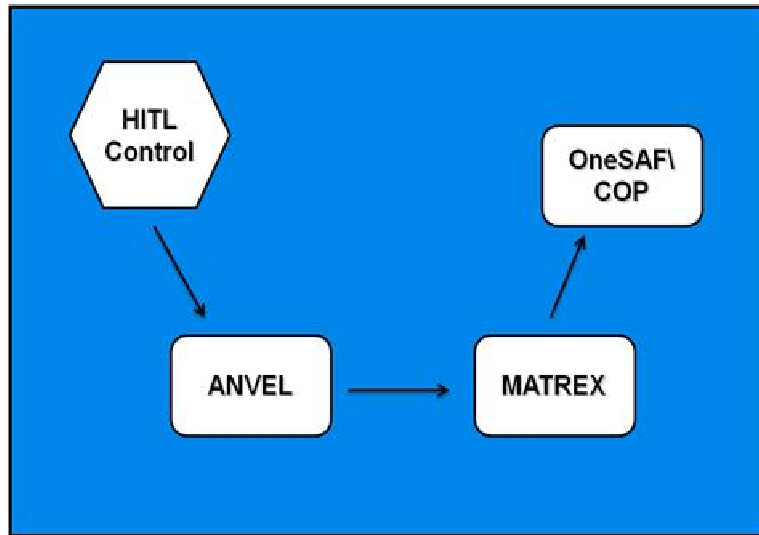 HITL
Control
OneSAF\
COP
ANVEL
MATREX